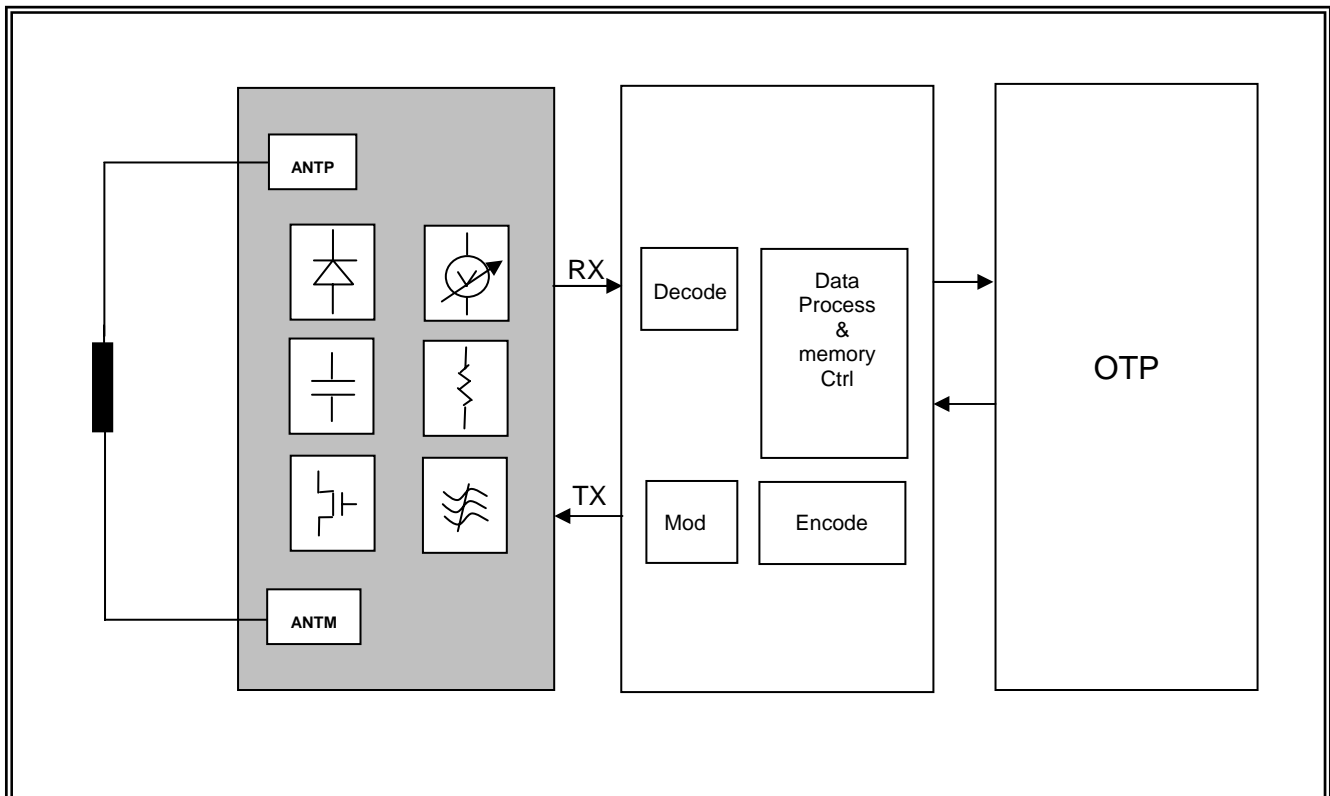 ANTP
RX
Decode
Data
Process
&
memory
Ctrl
OTP
TX
Mod
Encode
ANTM